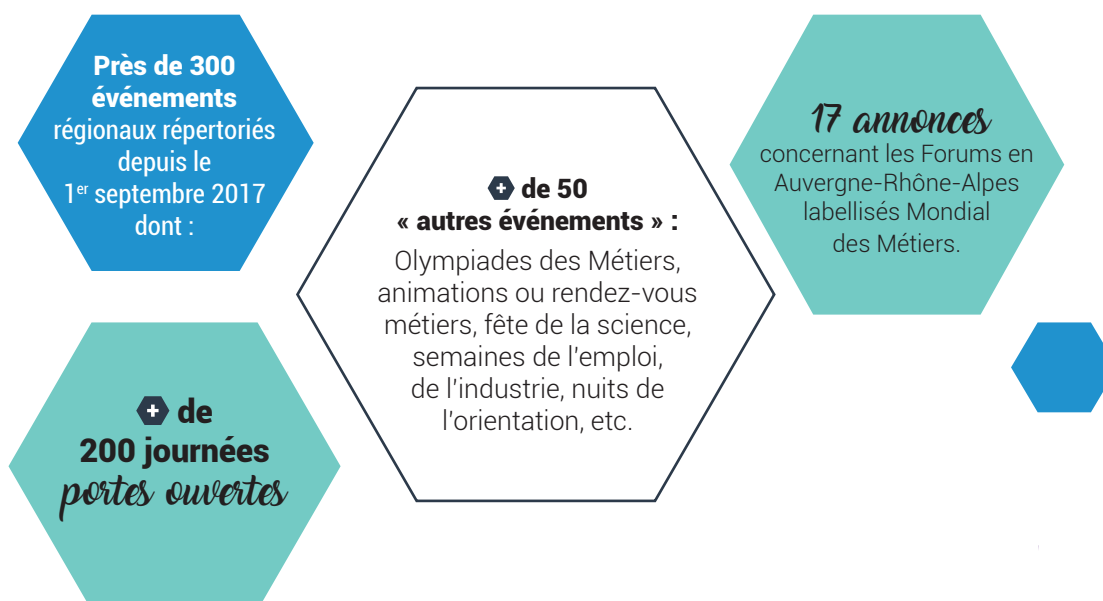 Près de 300
événements
régionaux répertoriés
depuis le
1er septembre 2017
dont :
+ de
200 journées
portes ouvertes
+ de 50
« autres événements » :
Olympiades des Métiers,
animations ou rendez-vous
métiers, fête de la science,
semaines de l'emploi,
de l'industrie, nuits de
l'orientation, etc.
17 annonces
concernant les Forums en
Auvergne-Rhône-Alpes
labellisés Mondial
des Métiers.